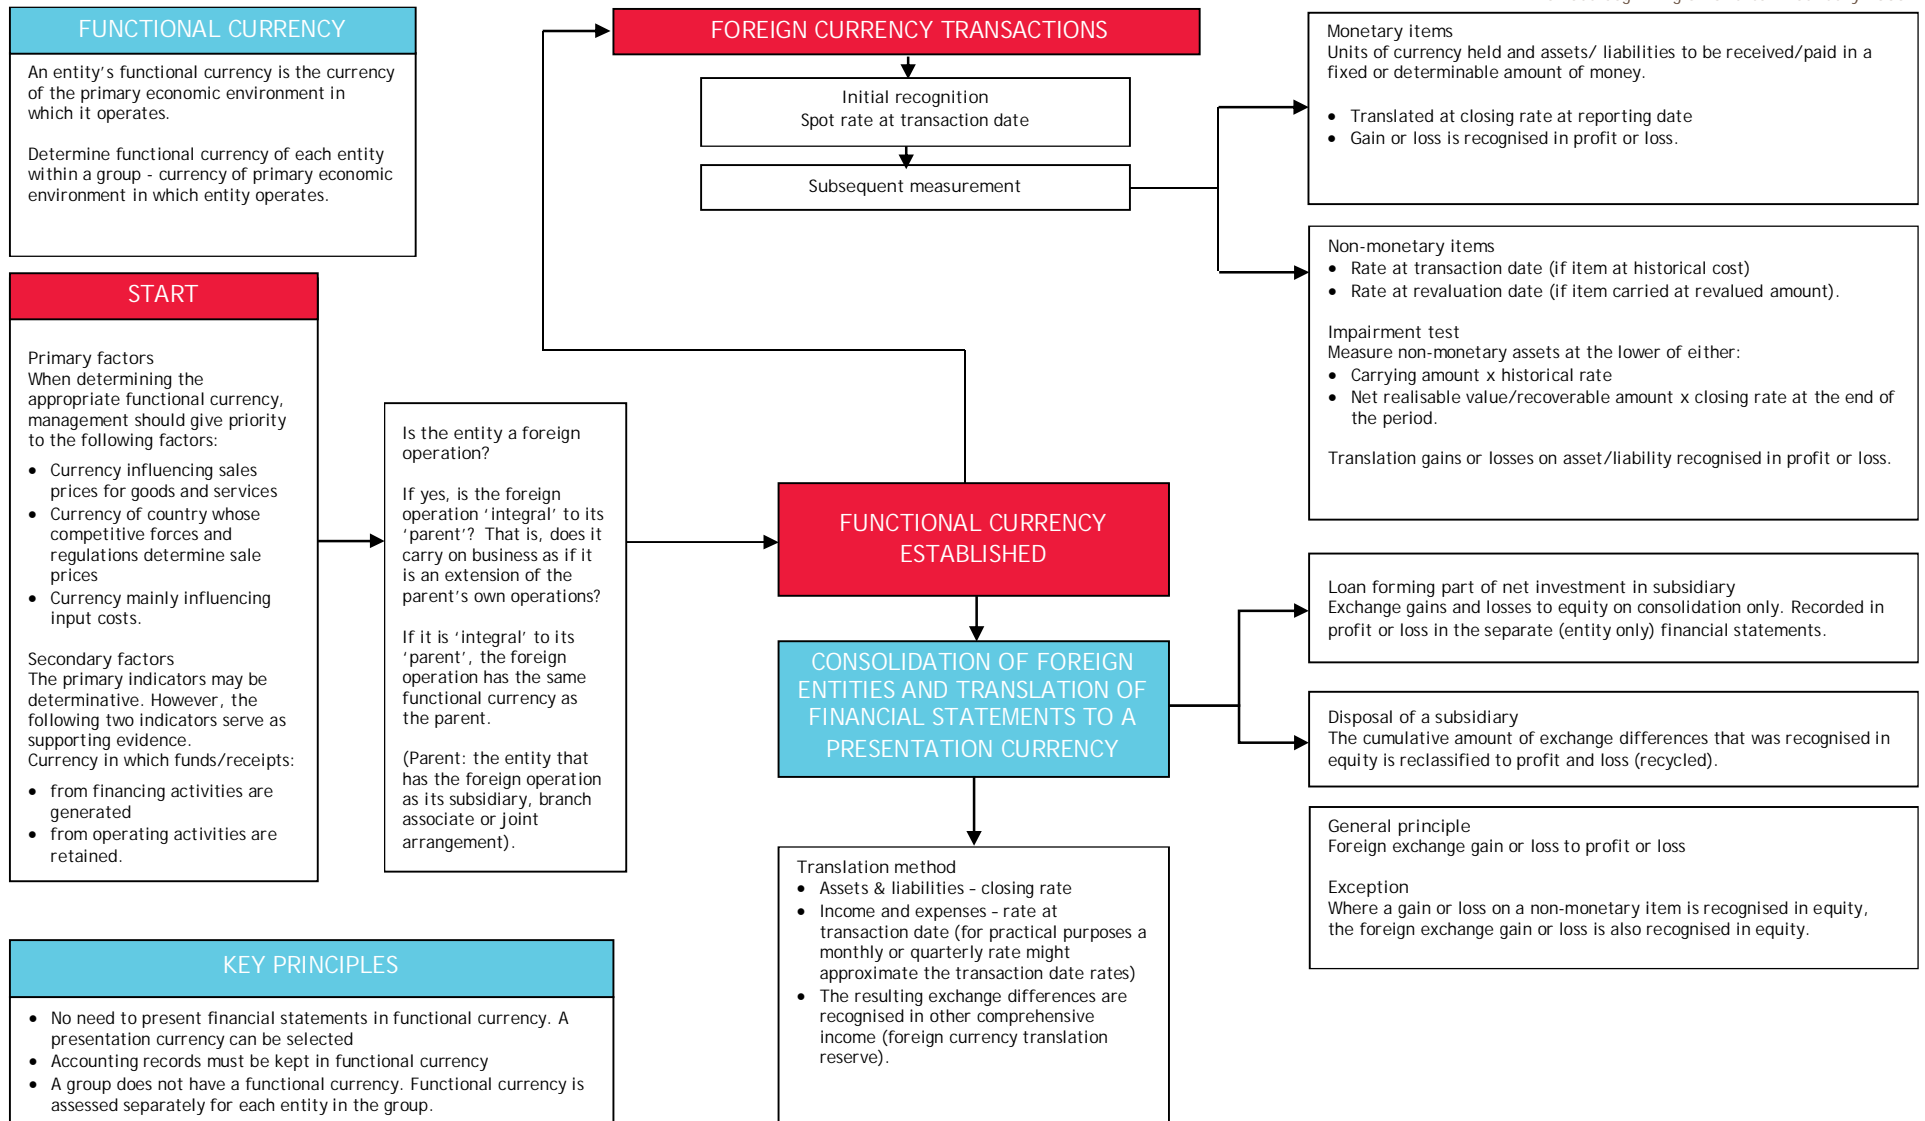 FUNCTIONAL CURRENCY
An entity's functional currency is the currency
of the primary economic environment in
which it operates.
Determine functional currency of each entity
within a group - currency of primary economic
environment in which entity operates.
START
Primary factors
When determining the
appropriate functional currency,
management should give priority
to the following factors:
• Currency influencing sales
prices for goods and services
• Currency of country whose
competitive forces and
regulations determine sale
prices
• Currency mainly influencing
input costs.
Secondary factors
The primary indicators may be
determinative. However, the
following two indicators serve as
supporting evidence.
Currency in which funds/receipts:
• from financing activities are
generated
• from operating activities are
retained.
Is the entity a foreign
operation?
If yes, is the foreign
operation 'integral' to its
'parent'? That is, does it
carry on business as if it
is an extension of the
parent's own operations?
If it is 'integral' to its
'parent', the foreign
operation has the same
functional currency as
the parent.
(Parent: the entity that
has the foreign operation
as its subsidiary, branch
associate or joint
arrangement).
KEY PRINCIPLES
• No need to present financial statements in functional currency. A
presentation currency can be selected
• Accounting records must be kept in functional currency
• A group does not have a functional currency. Functional currency is
assessed separately for each entity in the group.
FOREIGN CURRENCY TRANSACTIONS
Initial recognition
Spot rate at transaction date
Subsequent measurement
FUNCTIONAL CURRENCY
ESTABLISHED
CONSOLIDATION OF FOREIGN
ENTITIES AND TRANSLATION OF
FINANCIAL STATEMENTS TO A
PRESENTATION CURRENCY
Translation method
• Assets & liabilities – closing rate
• Income and expenses – rate at
transaction date (for practical purposes a
monthly or quarterly rate might
approximate the transaction date rates)
• The resulting exchange differences are
recognised in other comprehensive
income (foreign currency translation
reserve).
Monetary items
Units of currency held and assets/ liabilities to be received/paid in a
fixed or determinable amount of money.
• Translated at closing rate at reporting date
• Gain or loss is recognised in profit or loss.
Non-monetary items
• Rate at transaction date (if item at historical cost)
• Rate at revaluation date (if item carried at revalued amount).
Impairment test
Measure non-monetary assets at the lower of either:
• Carrying amount x historical rate
• Net realisable value/recoverable amount x closing rate at the end of
the period.
Translation gains or losses on asset/liability recognised in profit or loss.
Loan forming part of net investment in subsidiary
Exchange gains and losses to equity on consolidation only. Recorded in
profit or loss in the separate (entity only) financial statements.
Disposal of a subsidiary
The cumulative amount of exchange differences that was recognised in
equity is reclassified to profit and loss (recycled).
General principle
Foreign exchange gain or loss to profit or loss
Exception
Where a gain or loss on a non-monetary item is recognised in equity,
the foreign exchange gain or loss is also recognised in equity.